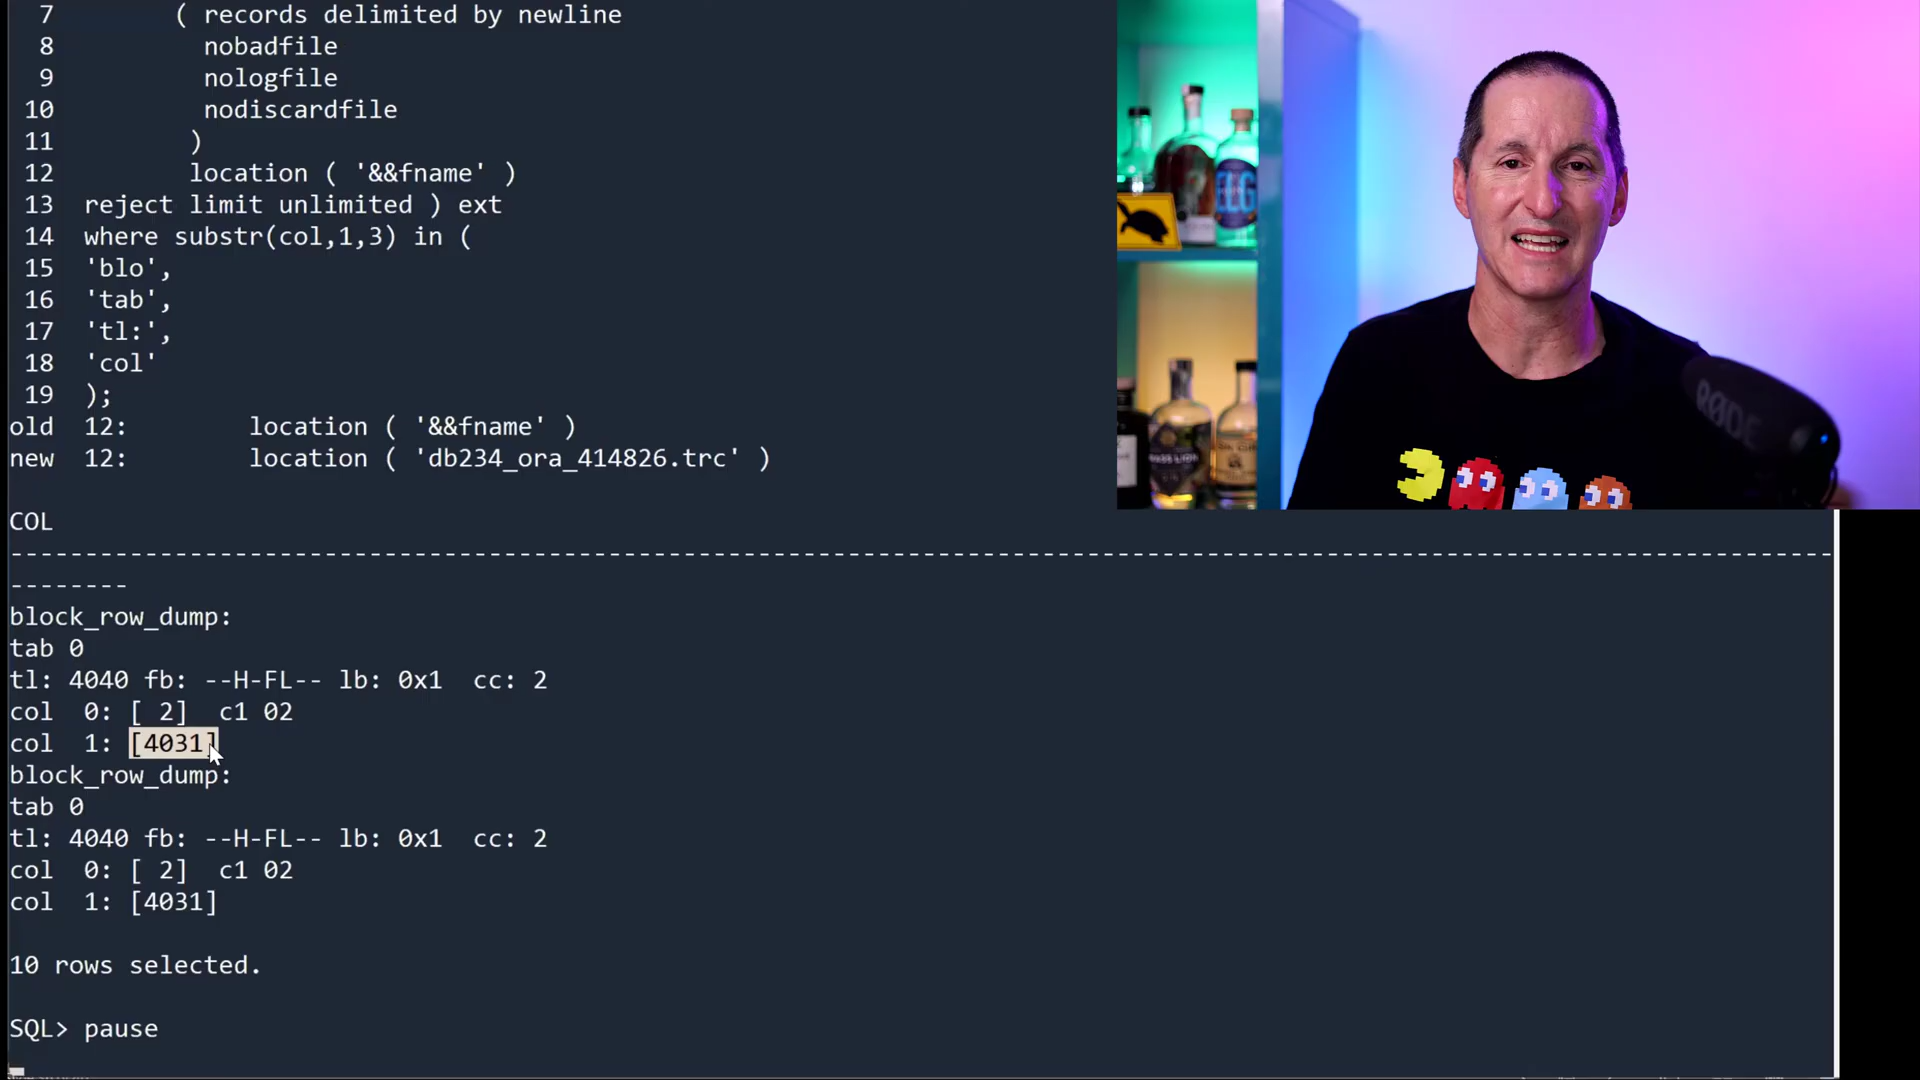 7        ( records delimited by newline
8          nobadfile
9          nologfile
10          nodiscardfile
11         )
12         location ( '&&fname' )
13  reject limit unlimited ) ext
14  where substr(col,1,3) in (
15  'blo',
16  'tab',
17  'tl:',
18  'col'
19  );
old  12:        location ( '&&fname' )
new  12:        location ( 'db234_ora_414826.trc' )
COL
--------------------------------------------------------------------------------------------------------------------------
--------
block_row_dump:
tab 0
tl: 4040 fb: --H-FL-- lb: 0x1  cc: 2
col  0: [ 2]  c1 02
col  1: [4031]
block_row_dump:
tab 0
tl: 4040 fb: --H-FL-- lb: 0x1  cc: 2
col  0: [ 2]  c1 02
col  1: [4031]
10 rows selected.
SQL> pause
RØDE